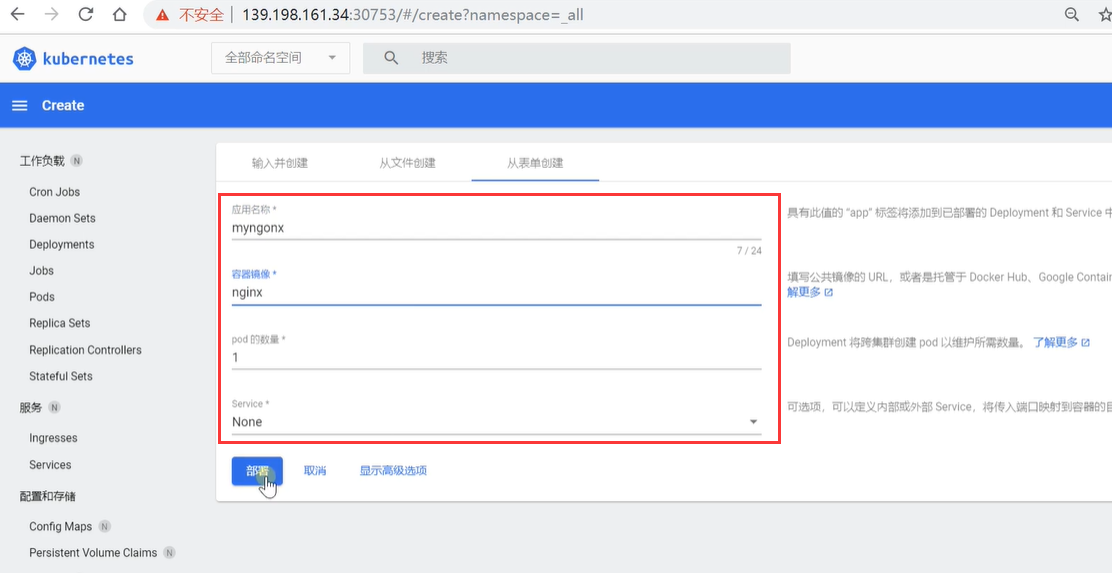 不安全 139.198.161.34:30753/#/create?namespace=_all
kubernetes 全部命名空间 搜索
Create
工作负载 N
Cron Jobs
Daemon Sets
Deployments
Jobs
Pods
Replica Sets
Replication Controllers
Stateful Sets
服务 N
Ingresses
Services
配置和存储
Config Maps N
Persistent Volume Claims N
输入并创建 从文件创建 从表单创建
应用名称 *
myngonx
7 / 24
具有此值的 “app” 标签将添加到已部署的 Deployment 和 Service 中
容器镜像 *
nginx
填写公共镜像的 URL，或者是托管于 Docker Hub、Google Contain
解更多
pod 的数量 *
1
Deployment 将跨集群创建 pod 以维护所需数量。 了解更多
Service *
None
可选项，可以定义内部或外部 Service，将传入端口映射到容器的目
部署 取消 显示高级选项